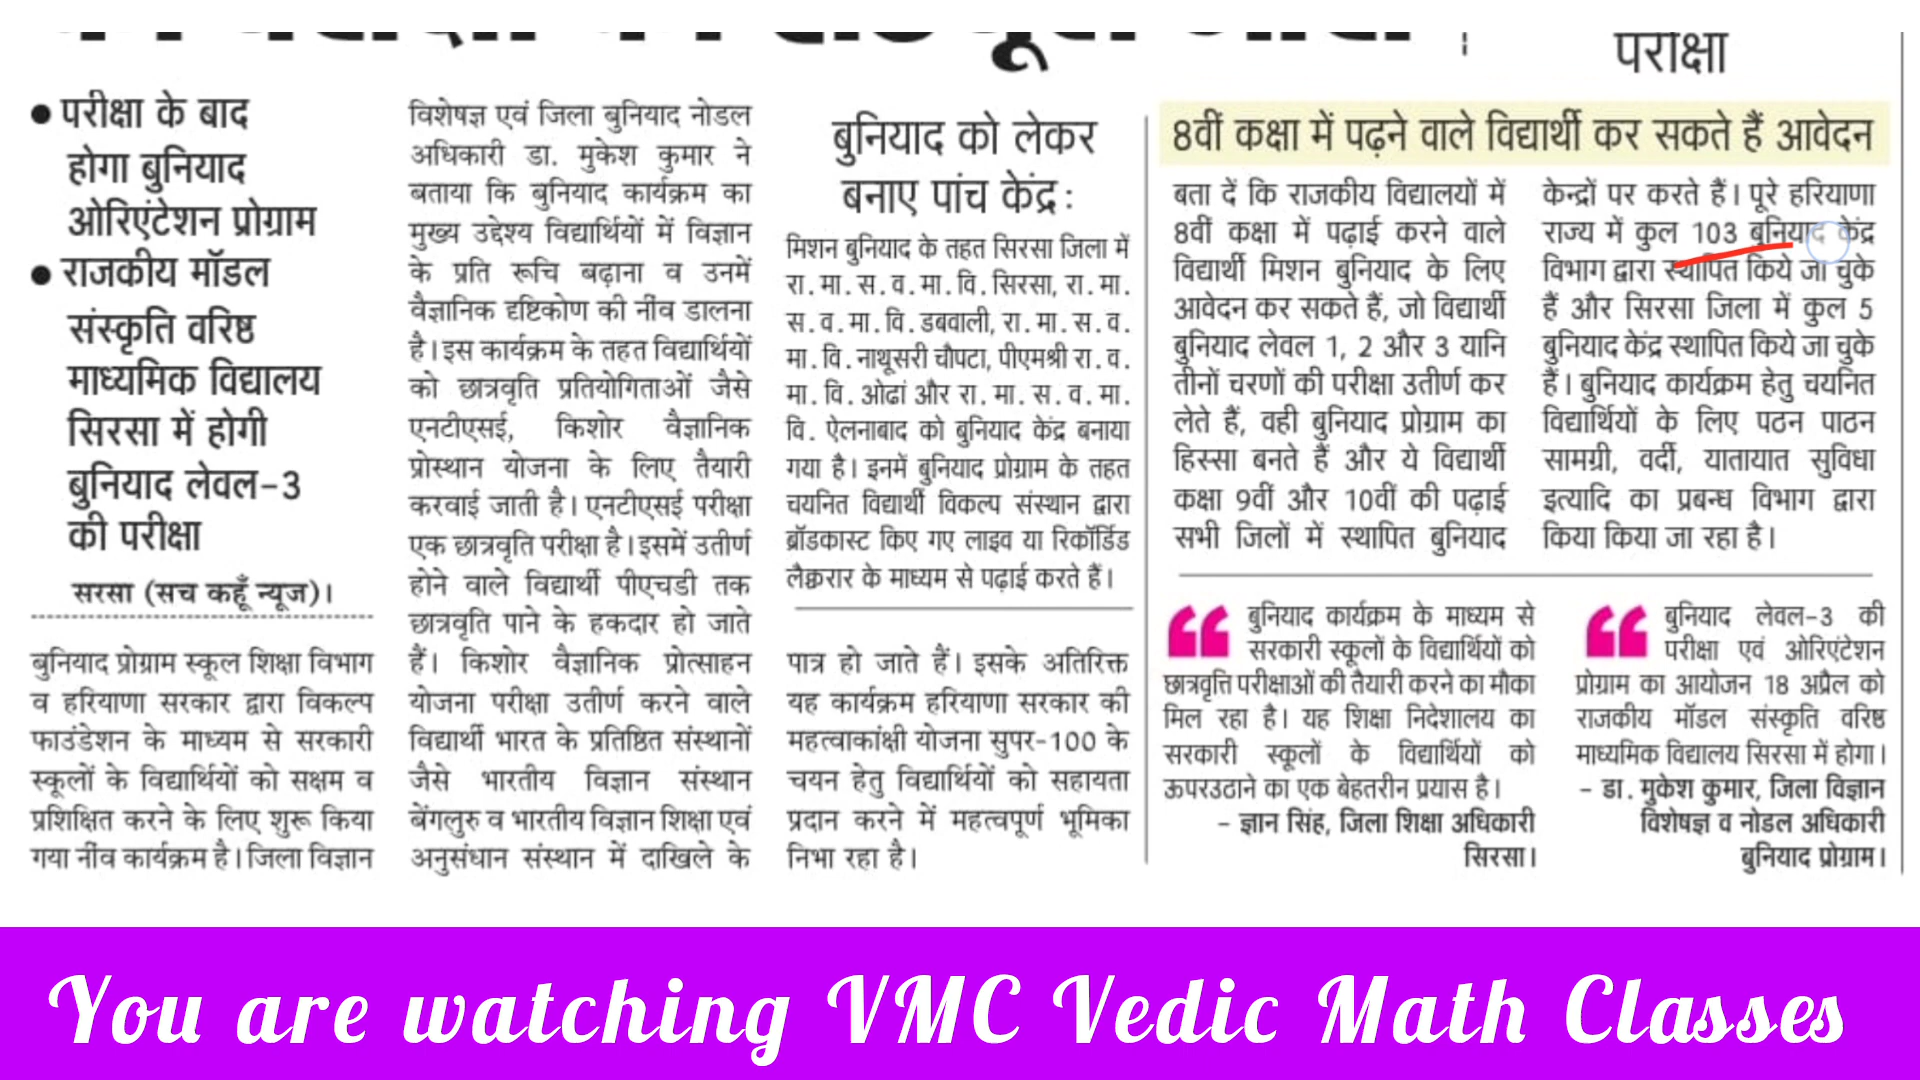 परीक्षा
● परीक्षा के बाद
होगा बुनियाद
ओरिएंटेशन प्रोग्राम
● राजकीय मॉडल
संस्कृति वरिष्ठ
माध्यमिक विद्यालय
सिरसा में होगी
बुनियाद लेवल-3
की परीक्षा
सरसा (सच कहूँ न्यूज)।
बुनियाद प्रोग्राम स्कूल शिक्षा विभाग
व हरियाणा सरकार द्वारा विकल्प
फाउंडेशन के माध्यम से सरकारी
स्कूलों के विद्यार्थियों को सक्षम व
प्रशिक्षित करने के लिए शुरू किया
गया नींव कार्यक्रम है। जिला विज्ञान
विशेषज्ञ एवं जिला बुनियाद नोडल
अधिकारी डा. मुकेश कुमार ने
बताया कि बुनियाद कार्यक्रम का
मुख्य उद्देश्य विद्यार्थियों में विज्ञान
के प्रति रूचि बढ़ाना व उनमें
वैज्ञानिक दृष्टिकोण की नींव डालना
है। इस कार्यक्रम के तहत विद्यार्थियों
को छात्रवृति प्रतियोगिताओं जैसे
एनटीएसई, किशोर वैज्ञानिक
प्रोस्थान योजना के लिए तैयारी
करवाई जाती है। एनटीएसई परीक्षा
एक छात्रवृति परीक्षा है। इसमें उतीर्ण
होने वाले विद्यार्थी पीएचडी तक
छात्रवृति पाने के हकदार हो जाते
हैं। किशोर वैज्ञानिक प्रोत्साहन
योजना परीक्षा उतीर्ण करने वाले
विद्यार्थी भारत के प्रतिष्ठित संस्थानों
जैसे भारतीय विज्ञान संस्थान
बेंगलुरु व भारतीय विज्ञान शिक्षा एवं
अनुसंधान संस्थान में दाखिले के
बुनियाद को लेकर
बनाए पांच केंद्र:
मिशन बुनियाद के तहत सिरसा जिला में
रा. मा. स. व. मा. वि. सिरसा, रा. मा.
स. व. मा. वि. डबवाली, रा. मा. स. व.
मा. वि. नाथूसरी चौपटा, पीएमश्री रा. व.
मा. वि. ओढां और रा. मा. स. व. मा.
वि. ऐलनाबाद को बुनियाद केंद्र बनाया
गया है। इनमें बुनियाद प्रोग्राम के तहत
चयनित विद्यार्थी विकल्प संस्थान द्वारा
ब्रॉडकास्ट किए गए लाइव या रिकॉर्डिड
लैक्चरार के माध्यम से पढ़ाई करते हैं।
पात्र हो जाते हैं। इसके अतिरिक्त
यह कार्यक्रम हरियाणा सरकार की
महत्वाकांक्षी योजना सुपर-100 के
चयन हेतु विद्यार्थियों को सहायता
प्रदान करने में महत्वपूर्ण भूमिका
निभा रहा है।
8वीं कक्षा में पढ़ने वाले विद्यार्थी कर सकते हैं आवेदन
बता दें कि राजकीय विद्यालयों में
8वीं कक्षा में पढ़ाई करने वाले
विद्यार्थी मिशन बुनियाद के लिए
आवेदन कर सकते हैं, जो विद्यार्थी
बुनियाद लेवल 1, 2 और 3 यानि
तीनों चरणों की परीक्षा उतीर्ण कर
लेते हैं, वही बुनियाद प्रोग्राम का
हिस्सा बनते हैं और ये विद्यार्थी
कक्षा 9वीं और 10वीं की पढ़ाई
सभी जिलों में स्थापित बुनियाद
केन्द्रों पर करते हैं। पूरे हरियाणा
राज्य में कुल 103 बुनियाद केंद्र
विभाग द्वारा स्थापित किये जा चुके
हैं और सिरसा जिला में कुल 5
बुनियाद केंद्र स्थापित किये जा चुके
हैं। बुनियाद कार्यक्रम हेतु चयनित
विद्यार्थियों के लिए पठन पाठन
सामग्री, वर्दी, यातायात सुविधा
इत्यादि का प्रबन्ध विभाग द्वारा
किया किया जा रहा है।
बुनियाद कार्यक्रम के माध्यम से
सरकारी स्कूलों के विद्यार्थियों को
छात्रवृत्ति परीक्षाओं की तैयारी करने का मौका
मिल रहा है। यह शिक्षा निदेशालय का
सरकारी स्कूलों के विद्यार्थियों को
ऊपरउठाने का एक बेहतरीन प्रयास है।
- ज्ञान सिंह, जिला शिक्षा अधिकारी
सिरसा।
बुनियाद लेवल-3 की
परीक्षा एवं ओरिएंटेशन
प्रोग्राम का आयोजन 18 अप्रैल को
राजकीय मॉडल संस्कृति वरिष्ठ
माध्यमिक विद्यालय सिरसा में होगा।
- डा. मुकेश कुमार, जिला विज्ञान
विशेषज्ञ व नोडल अधिकारी
बुनियाद प्रोग्राम।
You are watching VMC Vedic Math Classes